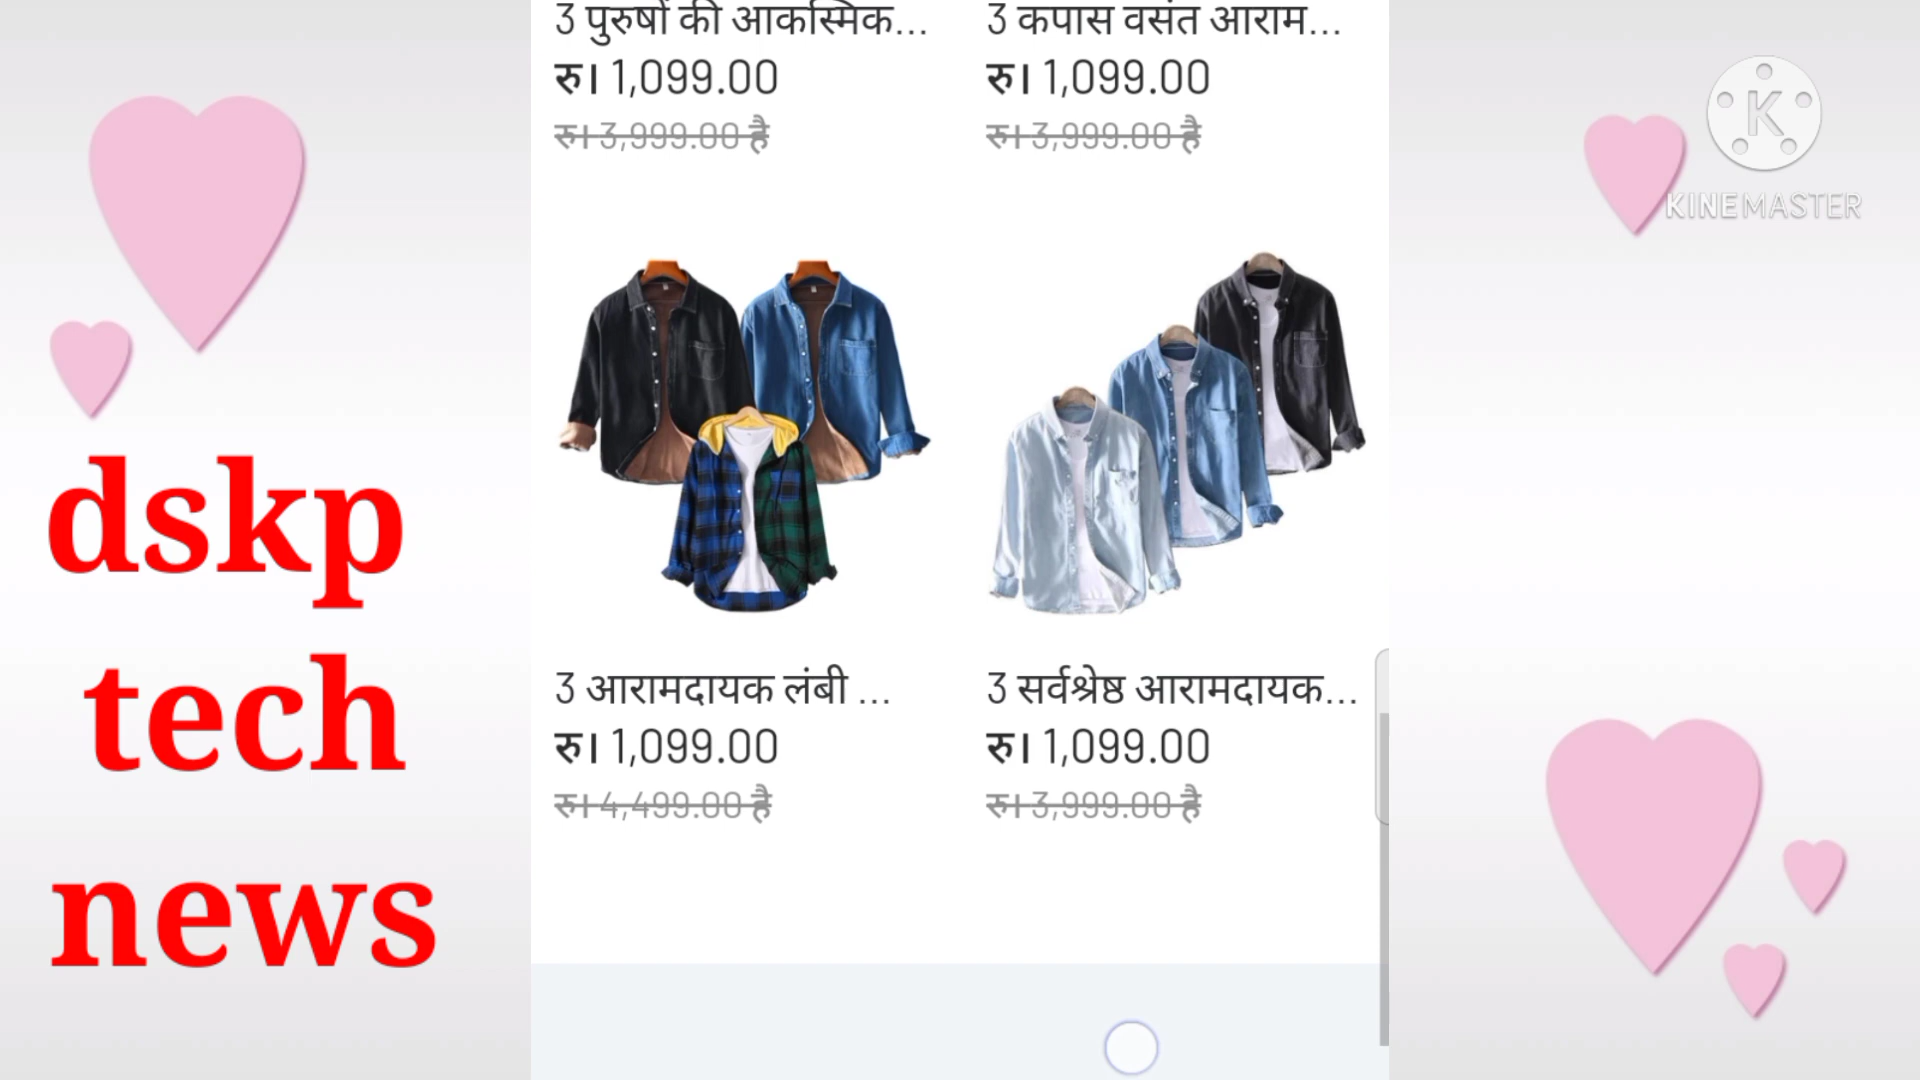 3 पुरुषों की आकस्मिक...
रु। 1,099.00
रु। 3,999.00 है
3 कपास वसंत आराम...
रु। 1,099.00
रु। 3,999.00 है
3 आरामदायक लंबी ...
रु। 1,099.00
रु। 4,499.00 है
3 सर्वश्रेष्ठ आरामदायक...
रु। 1,099.00
रु। 3,999.00 है
dskp
tech
news
K
KINEMASTER